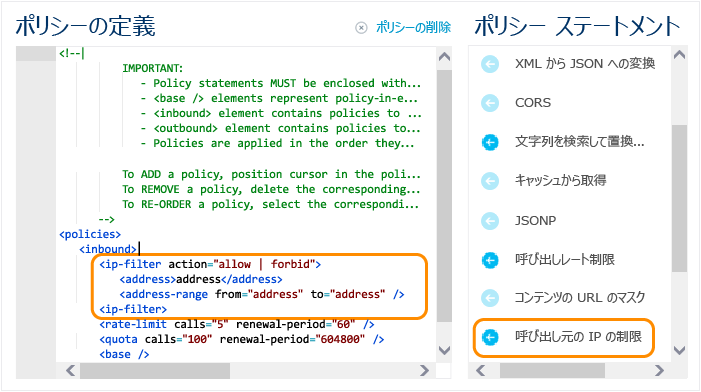 ポリシーの定義
ポリシーの削除
<!--
IMPORTANT:
- Policy statements MUST be enclosed with...
- <base /> elements represent policy-in-e...
- <inbound> element contains policies to ...
- <outbound> element contains policies to...
- Policies are applied in the order they...
To ADD a policy, position cursor in the poli...
To REMOVE a policy, delete the corresponding...
To RE-ORDER a policy, select the correspondi...
-->
<policies>
<inbound>
<ip-filter action="allow | forbid">
<address>address</address>
<address-range from="address" to="address" />
<ip-filter>
<rate-limit calls="5" renewal-period="60" />
<quota calls="100" renewal-period="604800" />
<base />
ポリシー ステートメント
XML から JSON への変換
CORS
文字列を検索して置換...
キャッシュから取得
JSONP
呼び出しレート制限
コンテンツの URL のマスク
呼び出し元の IP の制限